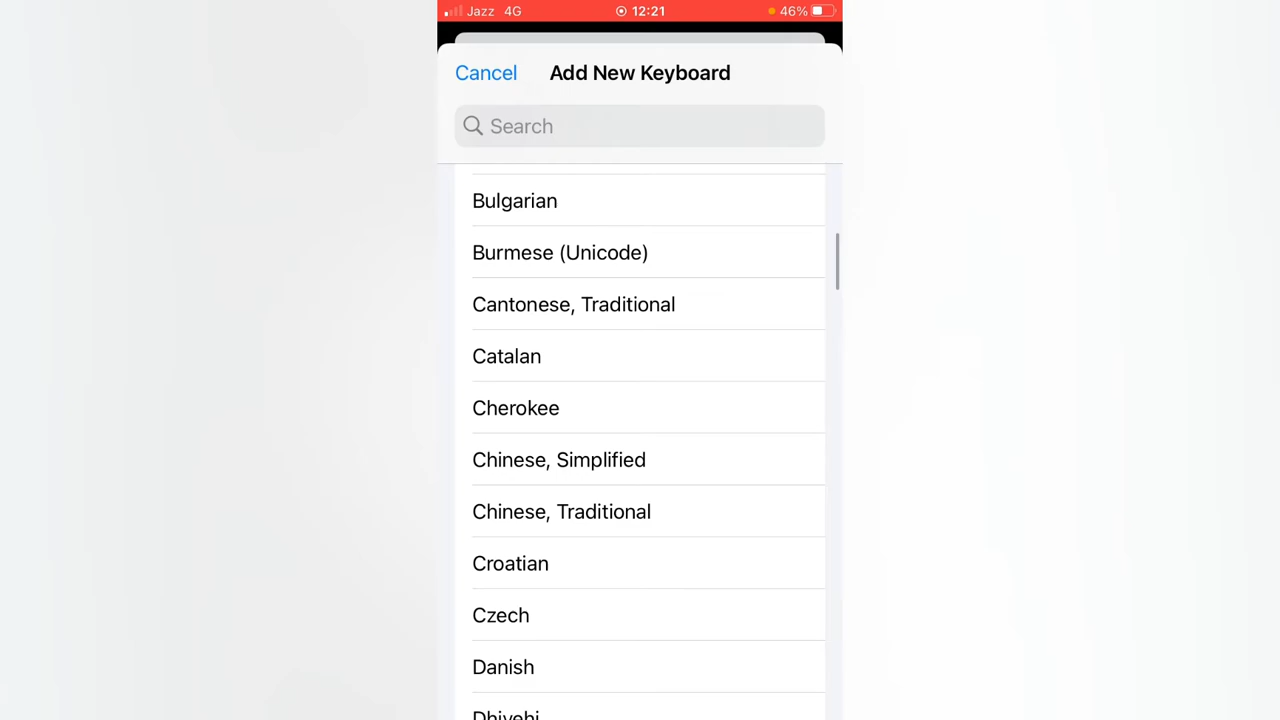 Jazz 4G 12:21 46%
Cancel Add New Keyboard
Search
Bulgarian
Burmese (Unicode)
Cantonese, Traditional
Catalan
Cherokee
Chinese, Simplified
Chinese, Traditional
Croatian
Czech
Danish
Dhivehi